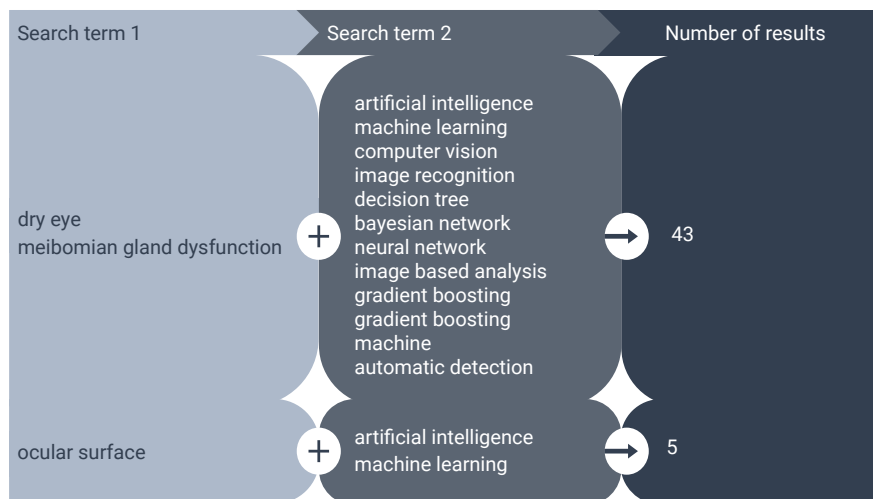 Search term 1
Search term 2
Number of results
dry eye
meibomian gland dysfunction
+
artificial intelligence
machine learning
computer vision
image recognition
decision tree
bayesian network
neural network
image based analysis
gradient boosting
gradient boosting
machine
automatic detection
43
ocular surface
+
artificial intelligence
machine learning
5